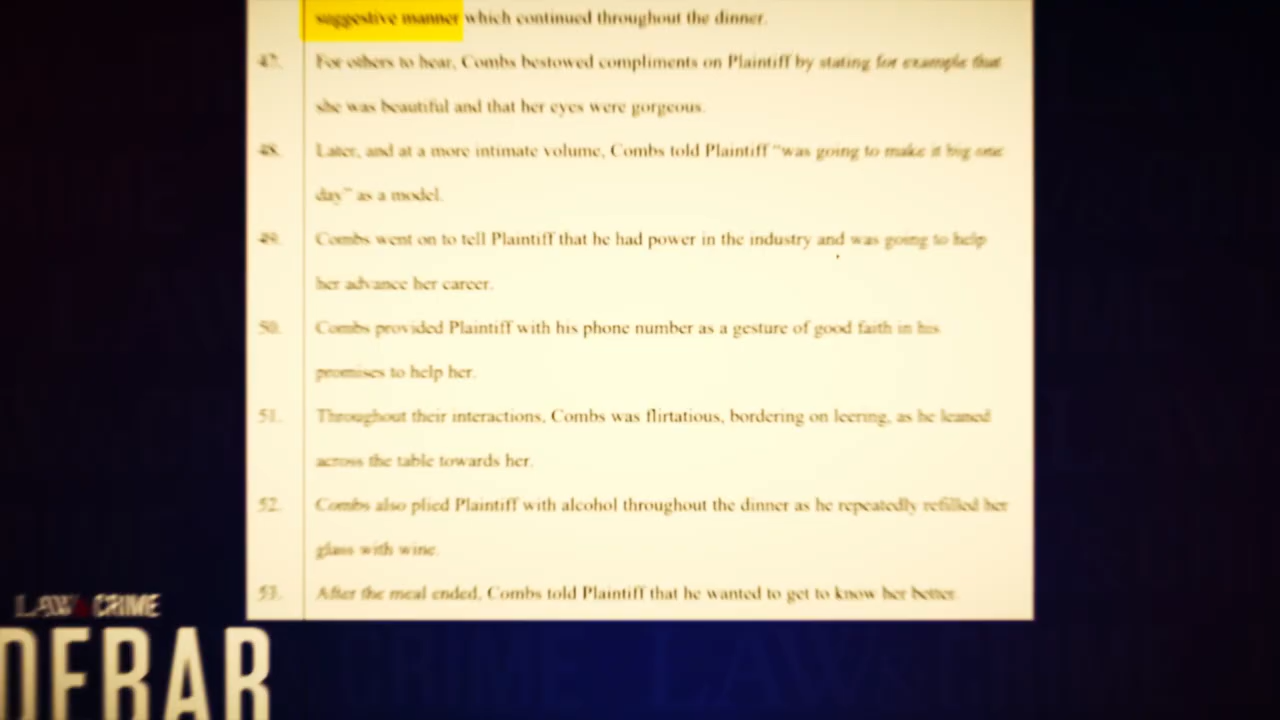 suggestive manner which continued throughout the dinner.
47. For others to hear, Combs bestowed compliments on Plaintiff by stating for example that
she was beautiful and that her eyes were gorgeous.
48. Later, and at a more intimate volume, Combs told Plaintiff "was going to make it big one
day" as a model.
49. Combs went on to tell Plaintiff that he had power in the industry and was going to help
her advance her career.
50. Combs provided Plaintiff with his phone number as a gesture of good faith in his
promises to help her.
51. Throughout their interactions, Combs was flirtatious, bordering on leering, as he leaned
across the table towards her.
52. Combs also plied Plaintiff with alcohol throughout the dinner as he repeatedly refilled her
glass with wine.
53. After the meal ended, Combs told Plaintiff that he wanted to get to know her better
LAW & CRIME
DEBAR